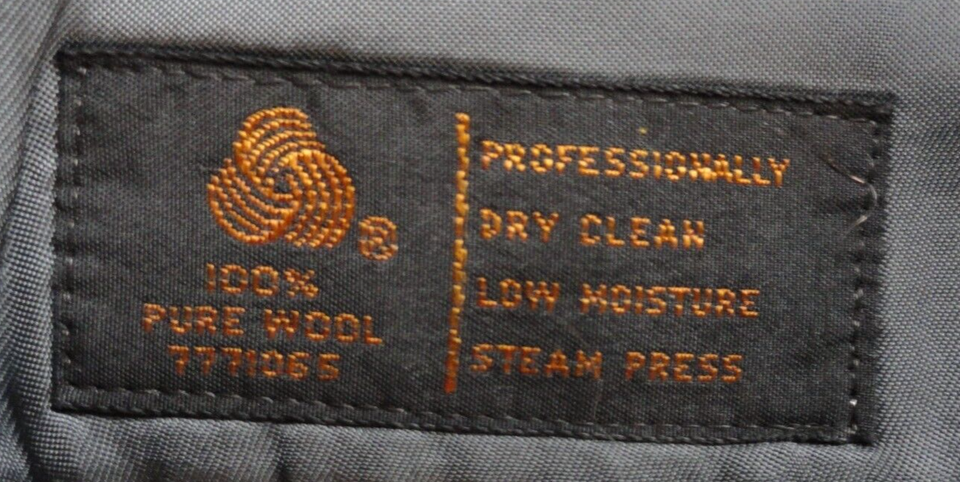 ®
100%
PURE WOOL
7771065
PROFESSIONALLY
DRY CLEAN
LOW MOISTURE
STEAM PRESS